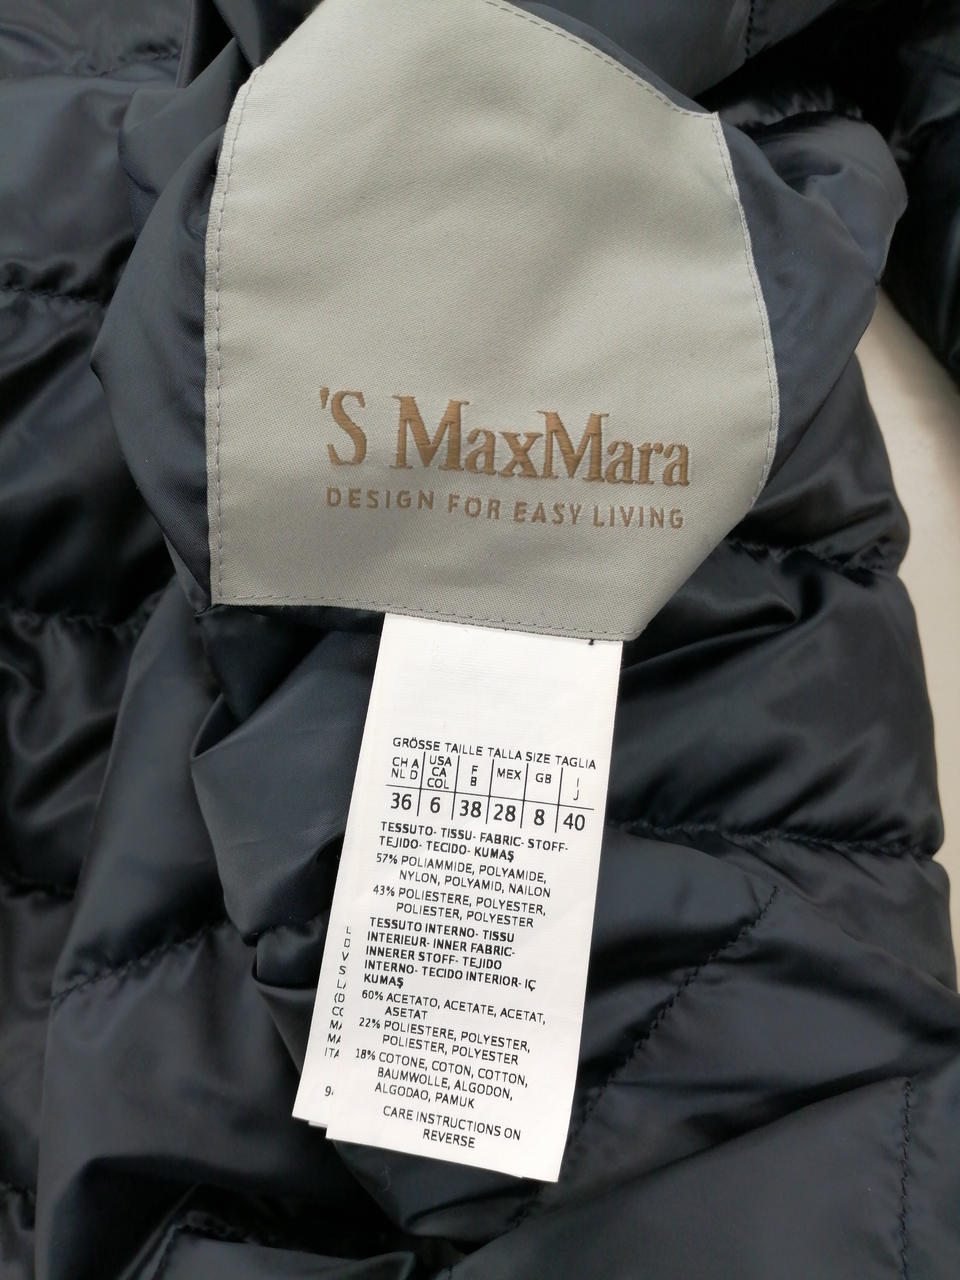 'S MaxMara
DESIGN FOR EASY LIVING
GRÖSSE TAILLE TALLA SIZE TAGLIA
CH A NL D | USA CA COL | F B | MEX | GB | I J
36 | 6 | 38 | 28 | 8 | 40
TESSUTO- TISSU- FABRIC- STOFF-
TEJIDO- TECIDO- KUMAŞ
57% POLIAMMIDE, POLYAMIDE,
NYLON, POLYAMID, NAILON
43% POLIESTERE, POLYESTER,
POLIESTER, POLYESTER
TESSUTO INTERNO- TISSU
INTERIEUR- INNER FABRIC-
INNERER STOFF- TEJIDO
INTERNO- TECIDO INTERIOR- IÇ
KUMAŞ
60% ACETATO, ACETATE, ACETAT,
ASETAT
22% POLIESTERE, POLYESTER,
POLIESTER, POLYESTER
18% COTONE, COTON, COTTON,
BAUMWOLLE, ALGODON,
ALGODAO, PAMUK
CARE INSTRUCTIONS ON
REVERSE